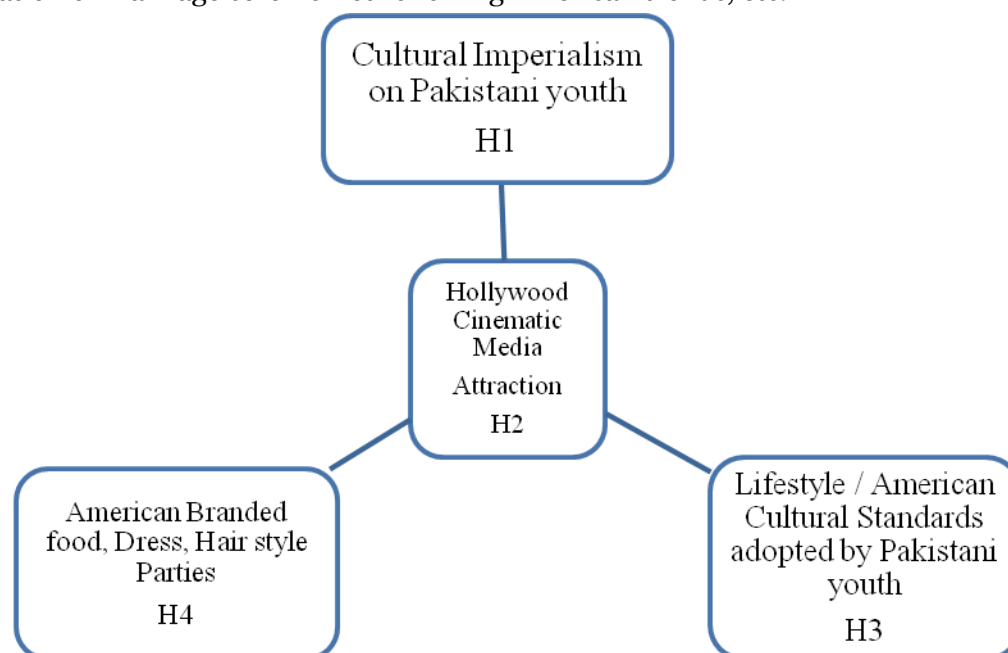 Cultural Imperialism
on Pakistani youth
H1
Hollywood
Cinematic
Media
Attraction
H2
American Branded
food, Dress, Hair style
Parties
H4
Lifestyle / American
Cultural Standards
adopted by Pakistani
youth
H3